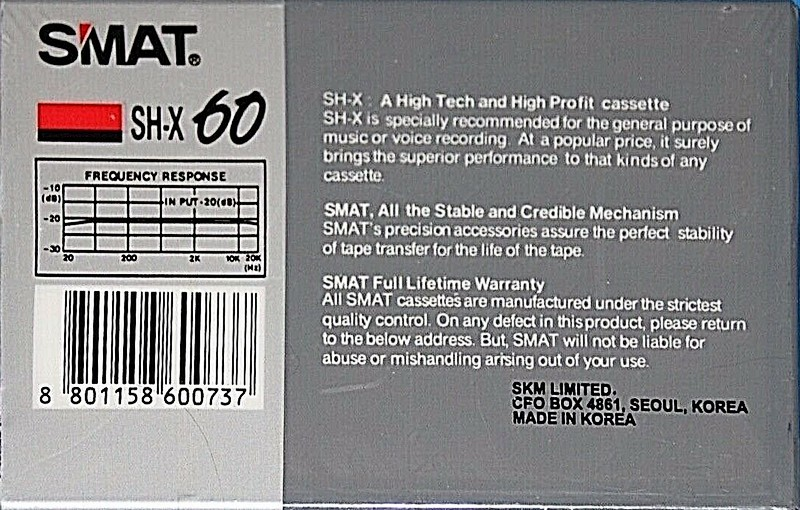 SMAT®
SH-X 60
FREQUENCY RESPONSE
-10
(dB)
IN PUT-20(dB)
-20
-30
20 200 2K 10K 20K
(Hz)
8 801158 600737
SH-X : A High Tech and High Profit cassette
SH-X is specially recommended for the general purpose of
music or voice recording. At a popular price, it surely
brings the superior performance to that kinds of any
cassette.
SMAT, All the Stable and Credible Mechanism
SMAT's precision accessories assure the perfect stability
of tape transfer for the life of the tape.
SMAT Full Lifetime Warranty
All SMAT cassettes are manufactured under the strictest
quality control. On any defect in this product, please return
to the below address. But, SMAT will not be liable for
abuse or mishandling arising out of your use.
SKM LIMITED.
CFO BOX 4861, SEOUL, KOREA
MADE IN KOREA